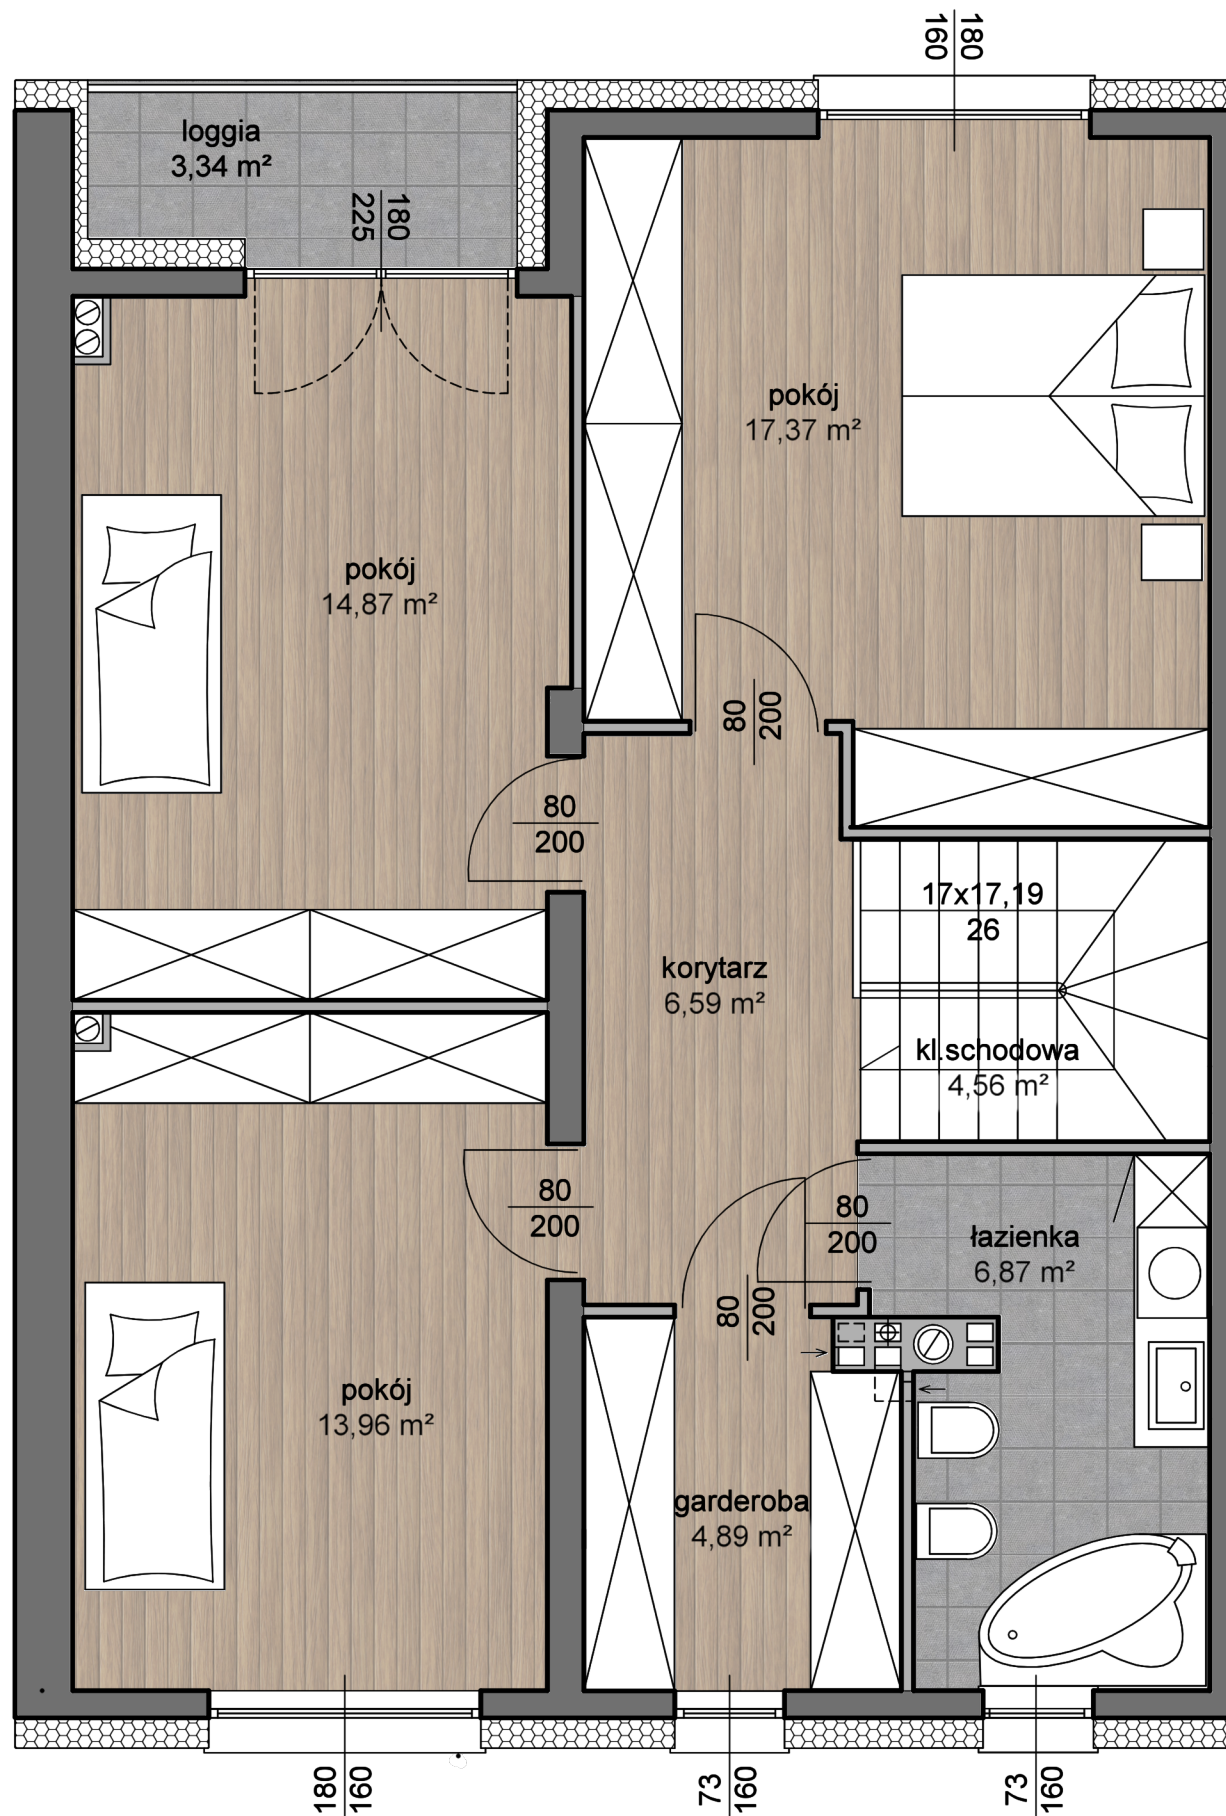 180
160
loggia
3,34 m²
180
225
pokój
17,37 m²
pokój
14,87 m²
80
200
80
200
17x17,19
26
korytarz
6,59 m²
kl.schodowa
4,56 m²
80
200
80
200
łazienka
6,87 m²
80
200
pokój
13,96 m²
garderoba
4,89 m²
180
160
73
160
73
160